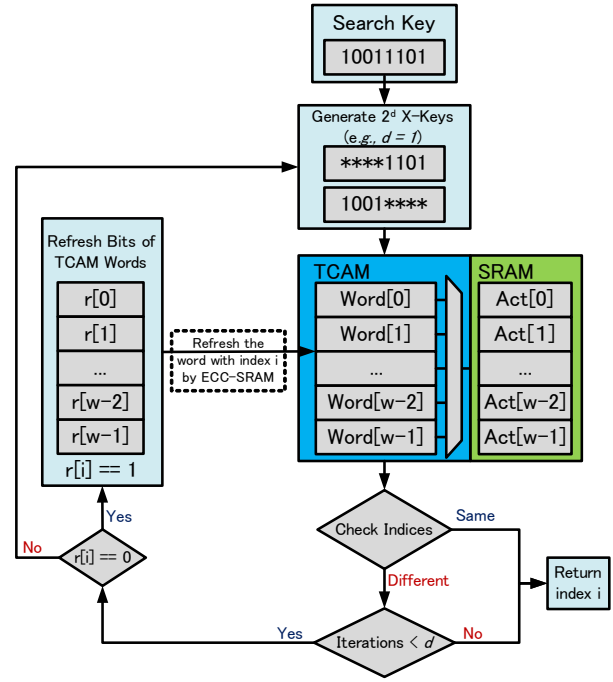 Search Key
10011101
Generate 2ᵈ X-Keys
(e.g., d = 1)
****1101
1001****
Refresh Bits of
TCAM Words
r[0]
r[1]
...
r[w-2]
r[w-1]
r[i] == 1
Refresh the
word with index i
by ECC-SRAM
TCAM
Word[0]
Word[1]
...
Word[w-2]
Word[w-1]
SRAM
Act[0]
Act[1]
...
Act[w-2]
Act[w-1]
Check Indices
Same
Different
Yes
No
r[i] == 0
Return
index i
Yes
Iterations < d
No